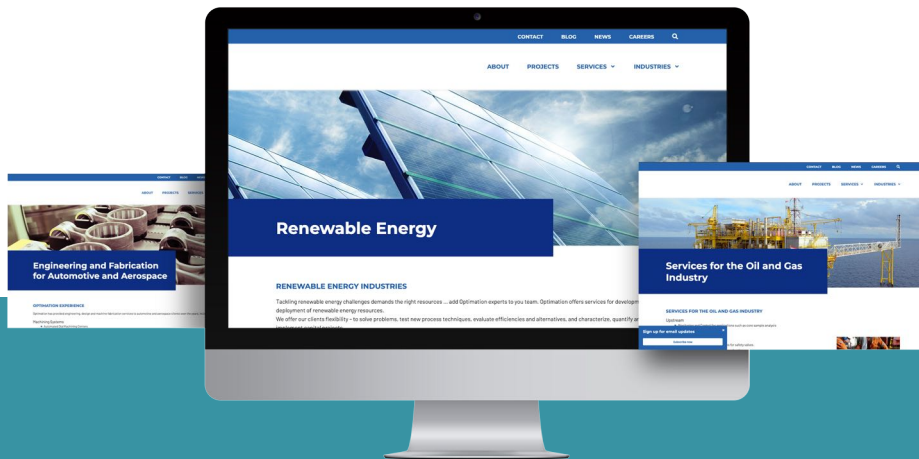 CONTACT BLOG NEWS CAREERS
ABOUT PROJECTS SERVICES INDUSTRIES
Renewable Energy
RENEWABLE ENERGY INDUSTRIES
Tackling renewable energy challenges demands the right resources ... add Optimation experts to you team. Optimation offers services for
deployment of renewable energy resources.
We offer our clients flexibility - to solve problems, test new process techniques, evaluate efficiencies and alternatives, and characterize, quantify
CONTACT BLOG
ABOUT PROJECTS SERVICES
Engineering and Fabrication
for Automotive and Aerospace
OPTIMATION EXPERIENCE
Machining Systems
CONTACT BLOG NEWS CAREERS
ABOUT PROJECTS SERVICES INDUSTRIES
Services for the Oil and Gas
Industry
SERVICES FOR THE OIL AND GAS INDUSTRY
Upstream
Sign up for email updates